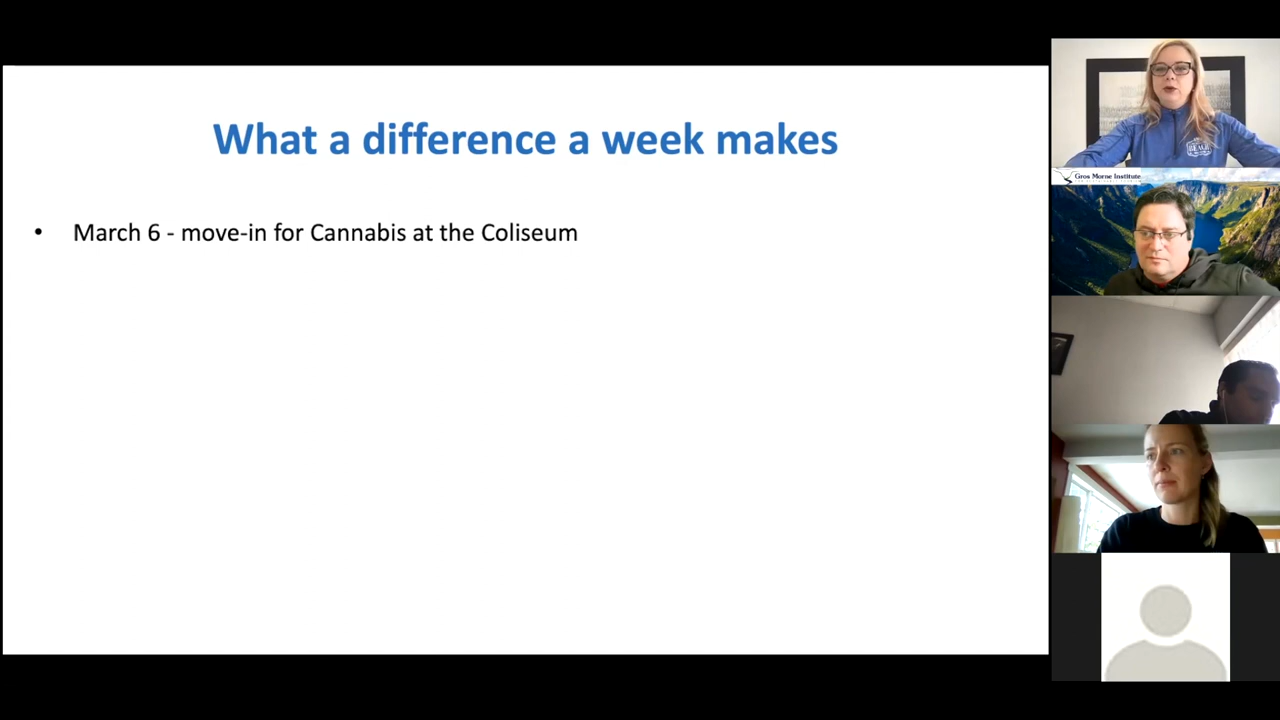 What a difference a week makes
• March 6 - move-in for Cannabis at the Coliseum
Gros Morne Institute